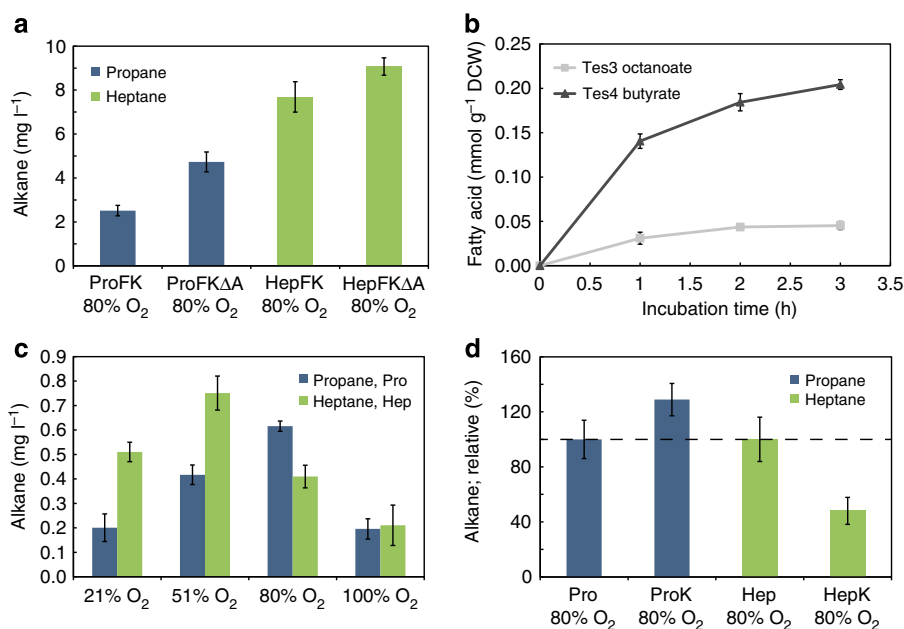 a
Alkane (mg l⁻¹)
10
8
6
4
2
0
Propane
Heptane
ProFK ProFKΔA HepFK HepFKΔA
80% O₂ 80% O₂ 80% O₂ 80% O₂
b
Fatty acid (mmol g⁻¹ DCW)
0.25
0.20
0.15
0.10
0.05
0.00
Tes3 octanoate
Tes4 butyrate
0 0.5 1.0 1.5 2.0 2.5 3.0 3.5
Incubation time (h)
c
Alkane (mg l⁻¹)
0.9
0.8
0.7
0.6
0.5
0.4
0.3
0.2
0.1
0.0
Propane, Pro
Heptane, Hep
21% O₂ 51% O₂ 80% O₂ 100% O₂
d
Alkane; relative (%)
160
120
80
40
0
Propane
Heptane
Pro ProK Hep HepK
80% O₂ 80% O₂ 80% O₂ 80% O₂